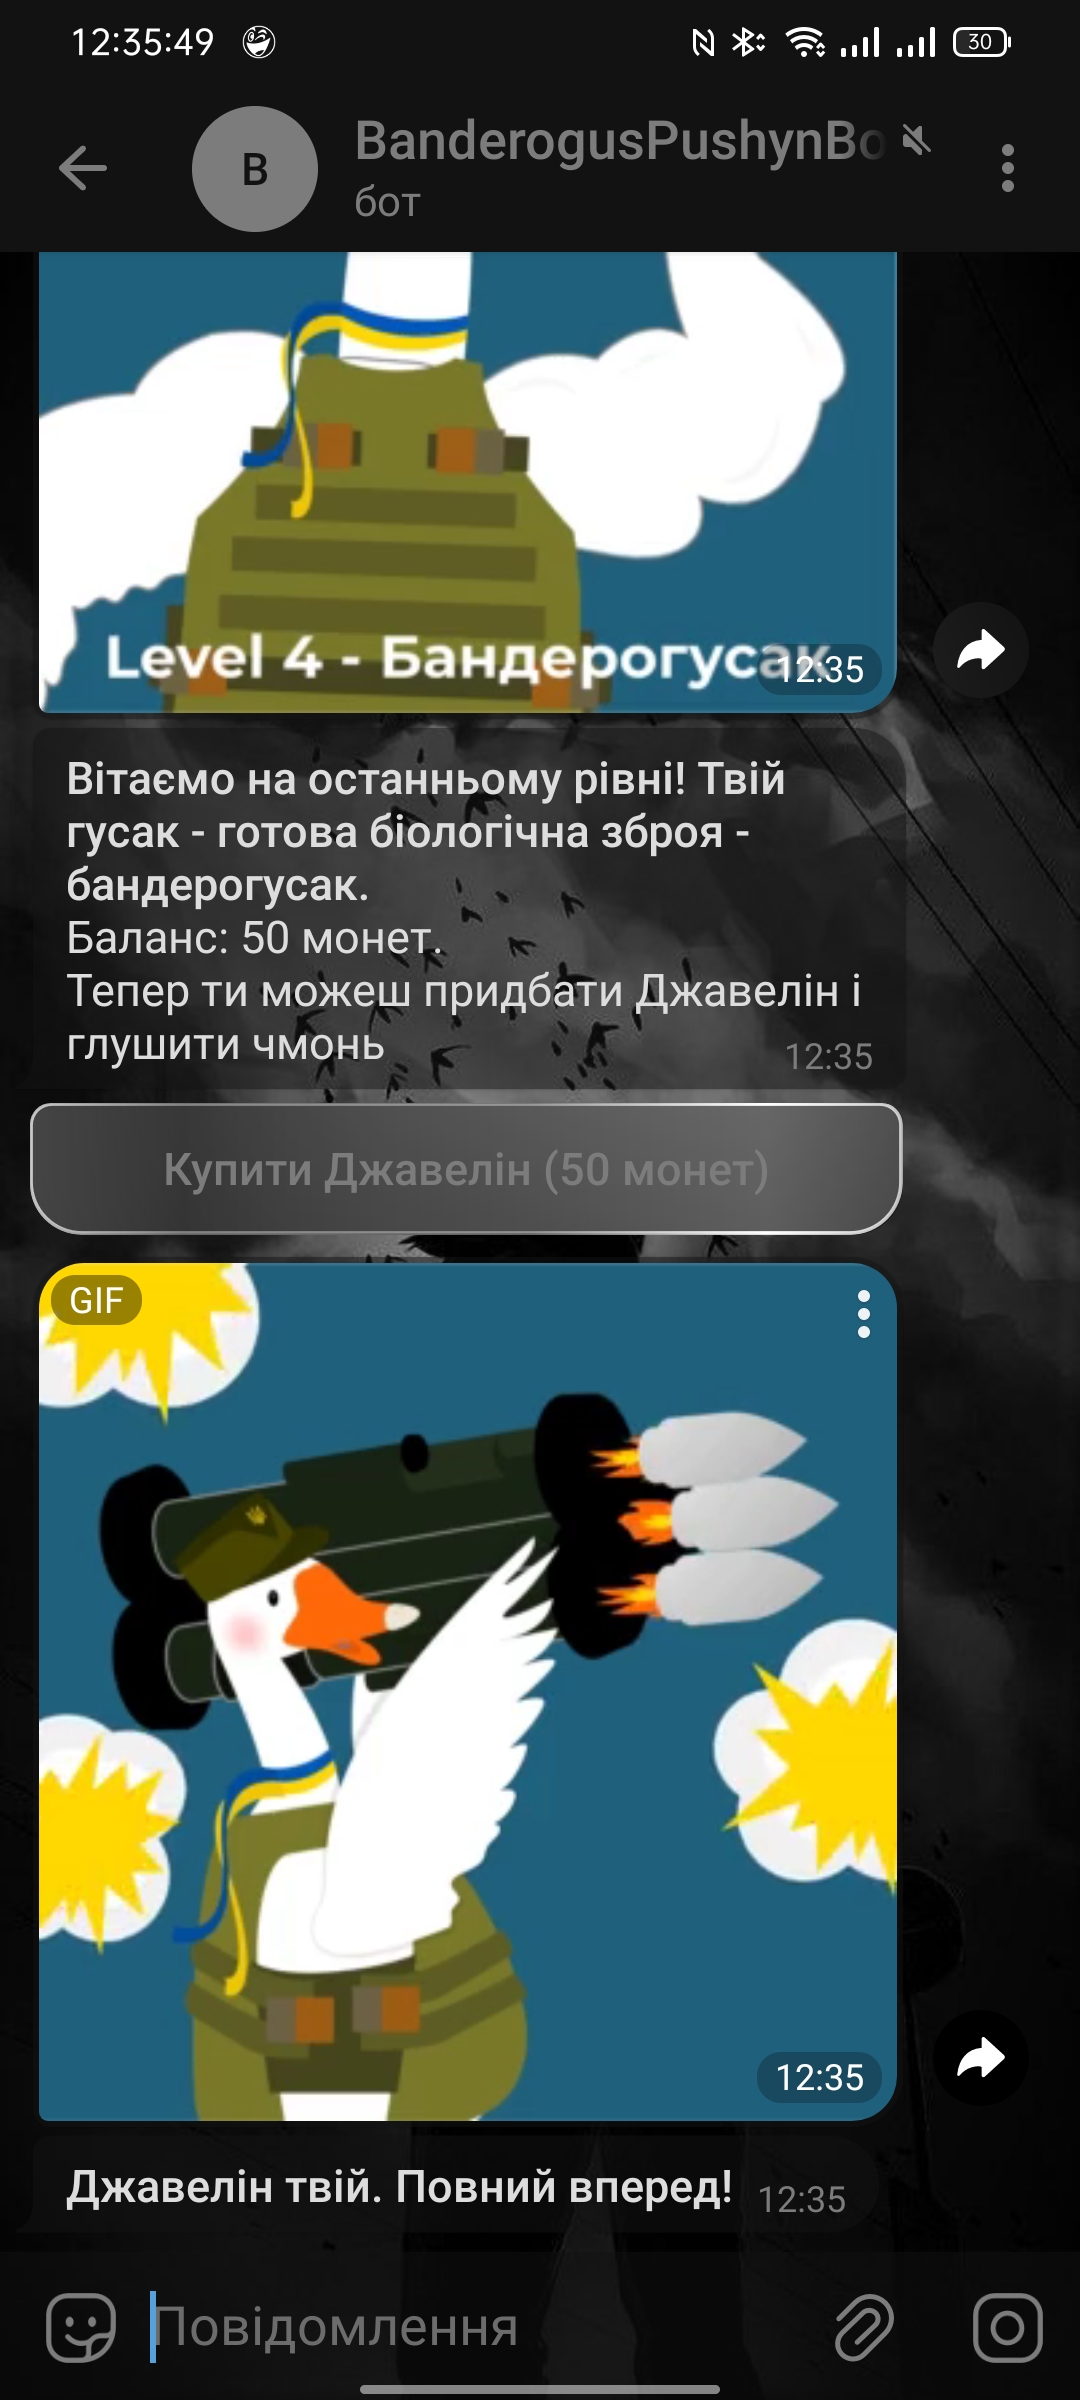 12:35:49
30
B
BanderogusPushynBo
бот
Level 4 - Бандерогусак
12:35
Вітаємо на останньому рівні! Твій
гусак - готова біологічна зброя -
бандерогусак.
Баланс: 50 монет.
Тепер ти можеш придбати Джавелін і
глушити чмонь
12:35
Купити Джавелін (50 монет)
GIF
12:35
Джавелін твій. Повний вперед!
12:35
Повідомлення